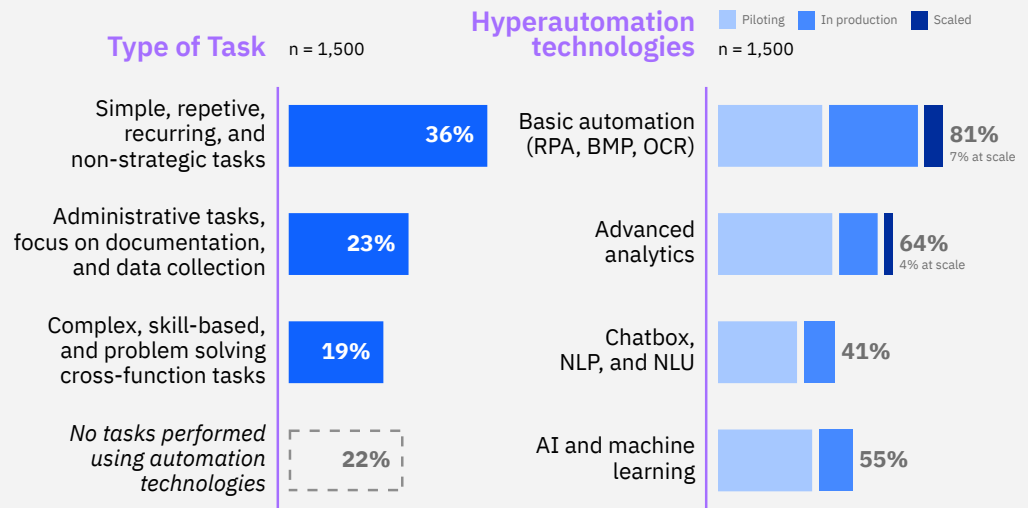 Type of Task
n = 1,500
Simple, repetive,
recurring, and
non-strategic tasks
36%
Administrative tasks,
focus on documentation,
and data collection
23%
Complex, skill-based,
and problem solving
cross-function tasks
19%
No tasks performed
using automation
technologies
22%
Hyperautomation
technologies
Piloting
In production
Scaled
n = 1,500
Basic automation
(RPA, BMP, OCR)
81%
7% at scale
Advanced
analytics
64%
4% at scale
Chatbox,
NLP, and NLU
41%
AI and machine
learning
55%